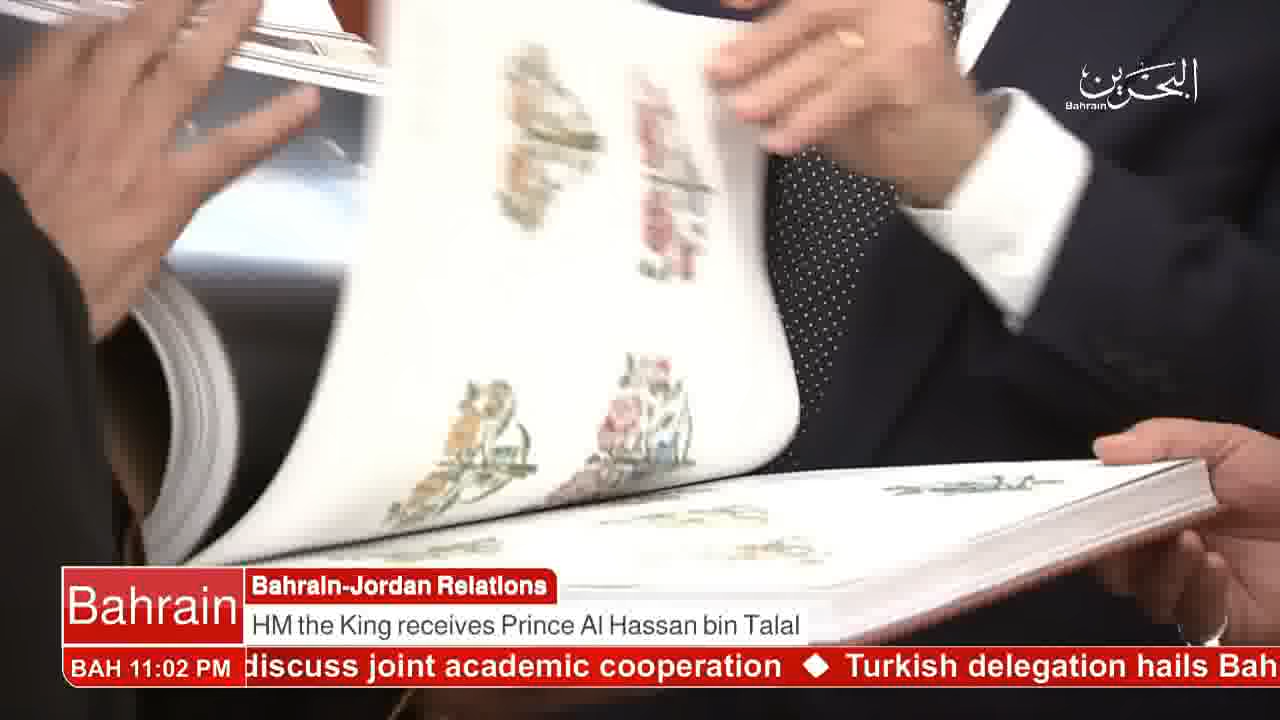 البحرين
Bahrain
Bahrain-Jordan Relations
Bahrain
HM the King receives Prince Al Hassan bin Talal
BAH 11:02 PM discuss joint academic cooperation ◆ Turkish delegation hails Bah